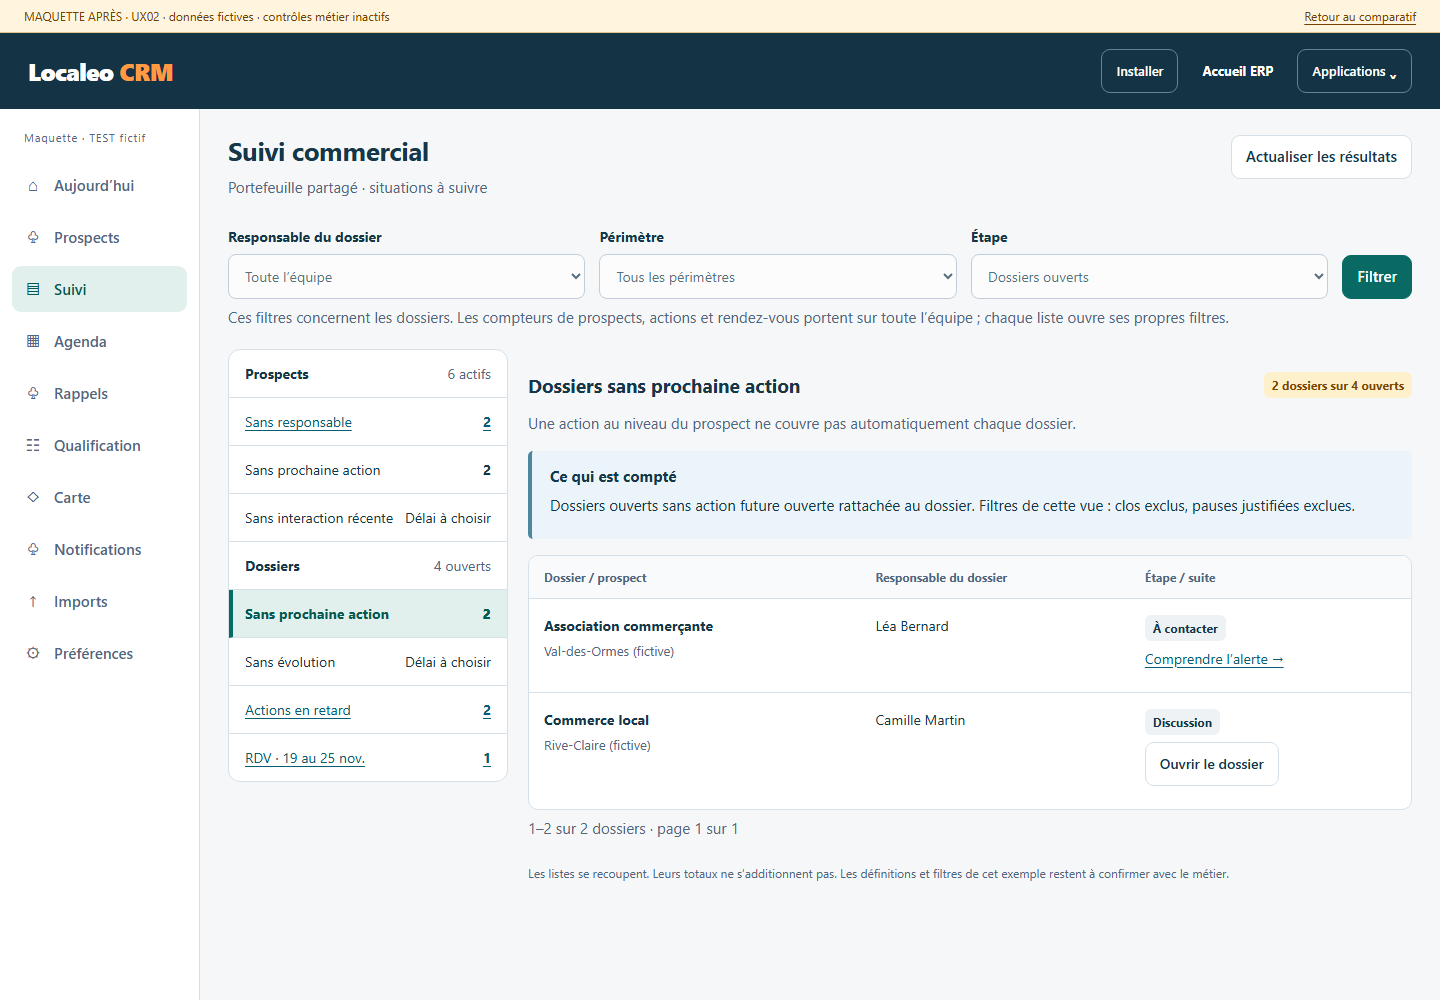 MAQUETTE APRÈS · UX02 · données fictives · contrôles métier inactifs
Retour au comparatif
Localeo CRM
Installer
Accueil ERP
Applications
Maquette · TEST fictif
Aujourd’hui
Prospects
Suivi
Agenda
Rappels
Qualification
Carte
Notifications
Imports
Préférences
Suivi commercial
Portefeuille partagé · situations à suivre
Actualiser les résultats
Responsable du dossier
Périmètre
Étape
Toute l’équipe
Tous les périmètres
Dossiers ouverts
Filtrer
Ces filtres concernent les dossiers. Les compteurs de prospects, actions et rendez-vous portent sur toute l’équipe ; chaque liste ouvre ses propres filtres.
Prospects 6 actifs
Sans responsable 2
Sans prochaine action 2
Sans interaction récente Délai à choisir
Dossiers 4 ouverts
Sans prochaine action 2
Sans évolution Délai à choisir
Actions en retard 2
RDV · 19 au 25 nov. 1
Dossiers sans prochaine action
2 dossiers sur 4 ouverts
Une action au niveau du prospect ne couvre pas automatiquement chaque dossier.
Ce qui est compté
Dossiers ouverts sans action future ouverte rattachée au dossier. Filtres de cette vue : clos exclus, pauses justifiées exclues.
Dossier / prospect Responsable du dossier Étape / suite
Association commerçante Léa Bernard À contacter
Val-des-Ormes (fictive) Comprendre l’alerte →
Commerce local Camille Martin Discussion
Rive-Claire (fictive)
Ouvrir le dossier
1–2 sur 2 dossiers · page 1 sur 1
Les listes se recoupent. Leurs totaux ne s’additionnent pas. Les définitions et filtres de cet exemple restent à confirmer avec le métier.